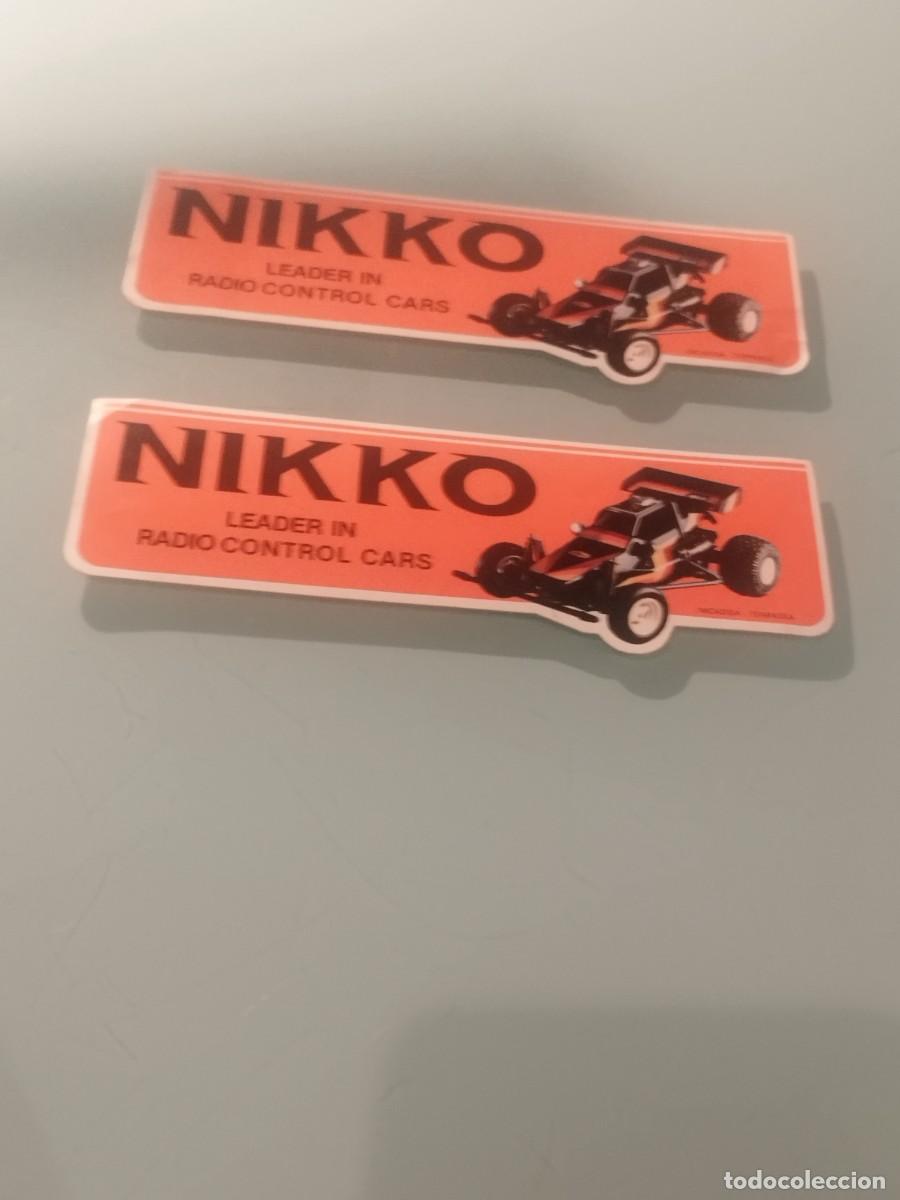 NIKKO
LEADER IN
RADIO CONTROL CARS
NIKKO
LEADER IN
RADIO CONTROL CARS
todocoleccion